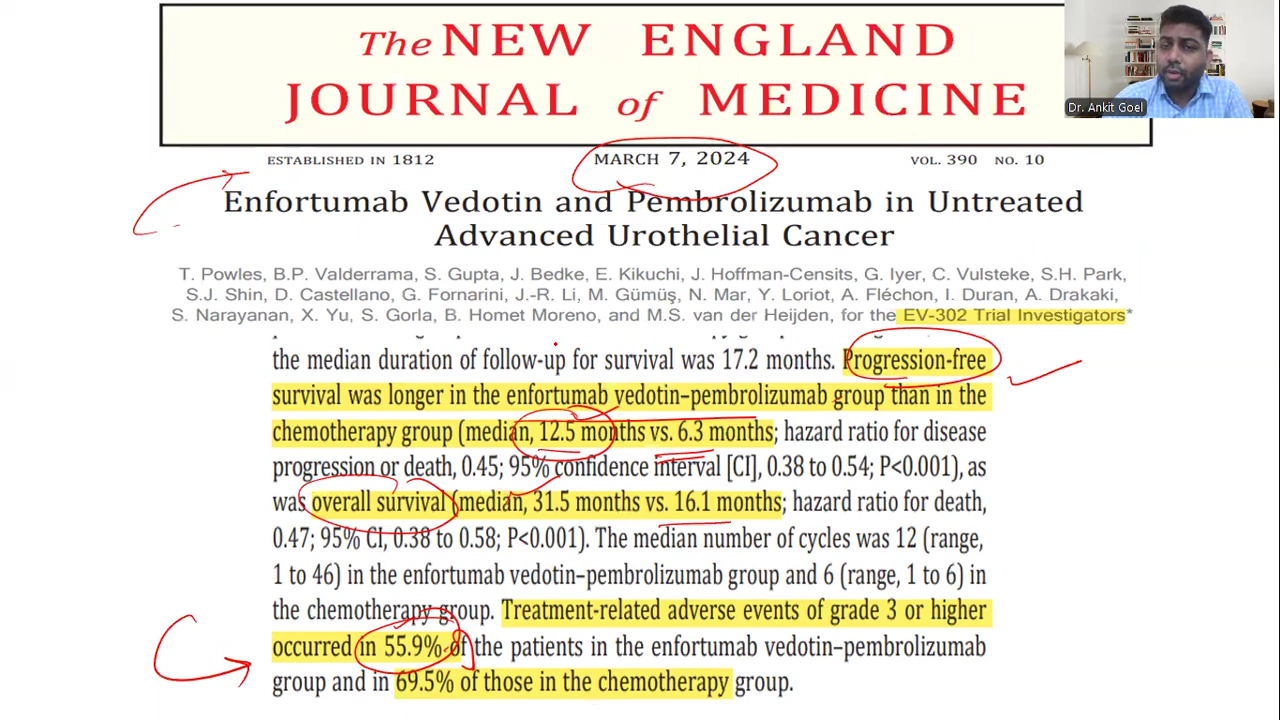 The NEW ENGLAND
JOURNAL of MEDICINE
Dr. Ankit Goel
ESTABLISHED IN 1812 MARCH 7, 2024 VOL. 390 NO. 10
Enfortumab Vedotin and Pembrolizumab in Untreated
Advanced Urothelial Cancer
T. Powles, B.P. Valderrama, S. Gupta, J. Bedke, E. Kikuchi, J. Hoffman-Censits, G. Iyer, C. Vulsteke, S.H. Park,
S.J. Shin, D. Castellano, G. Fornarini, J.-R. Li, M. Gümüş, N. Mar, Y. Loriot, A. Fléchon, I. Duran, A. Drakaki,
S. Narayanan, X. Yu, S. Gorla, B. Homet Moreno, and M.S. van der Heijden, for the EV-302 Trial Investigators*
the median duration of follow-up for survival was 17.2 months. Progression-free
survival was longer in the enfortumab vedotin–pembrolizumab group than in the
chemotherapy group (median, 12.5 months vs. 6.3 months; hazard ratio for disease
progression or death, 0.45; 95% confidence interval [CI], 0.38 to 0.54; P<0.001), as
was overall survival (median, 31.5 months vs. 16.1 months; hazard ratio for death,
0.47; 95% CI, 0.38 to 0.58; P<0.001). The median number of cycles was 12 (range,
1 to 46) in the enfortumab vedotin–pembrolizumab group and 6 (range, 1 to 6) in
the chemotherapy group. Treatment-related adverse events of grade 3 or higher
occurred in 55.9% of the patients in the enfortumab vedotin–pembrolizumab
group and in 69.5% of those in the chemotherapy group.